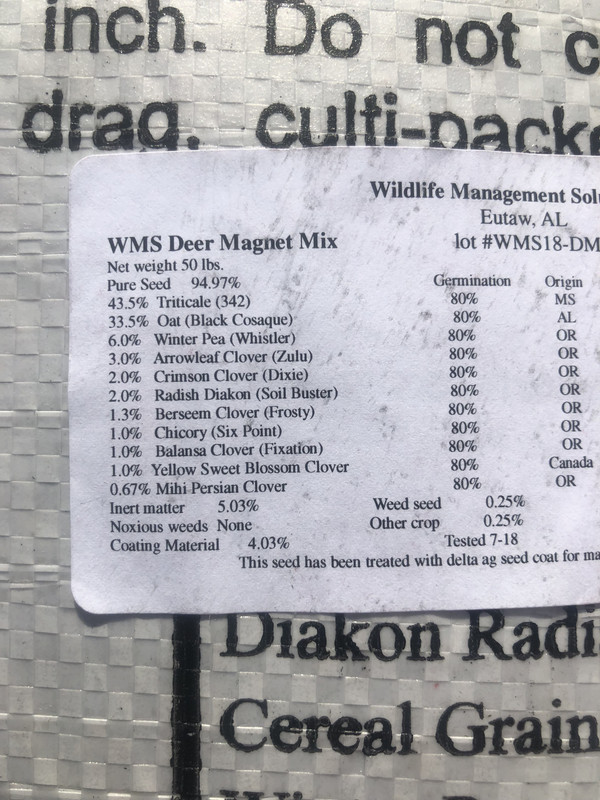 inch. Do not
drag. culti-packe
Wildlife Management Solu
Eutaw, AL
WMS Deer Magnet Mix lot #WMS18-DM
Net weight 50 lbs.
Pure Seed 94.97% Germination Origin
43.5% Triticale (342) 80% MS
33.5% Oat (Black Cosaque) 80% AL
6.0% Winter Pea (Whistler) 80% OR
3.0% Arrowleaf Clover (Zulu) 80% OR
2.0% Crimson Clover (Dixie) 80% OR
2.0% Radish Diakon (Soil Buster) 80% OR
1.3% Berseem Clover (Frosty) 80% OR
1.0% Chicory (Six Point) 80% OR
1.0% Balansa Clover (Fixation) 80% OR
1.0% Yellow Sweet Blossom Clover 80% Canada
0.67% Mihi Persian Clover 80% OR
Inert matter 5.03% Weed seed 0.25%
Noxious weeds None Other crop 0.25%
Coating Material 4.03% Tested 7-18
This seed has been treated with delta ag seed coat for ma
Diakon Radi
Cereal Grain